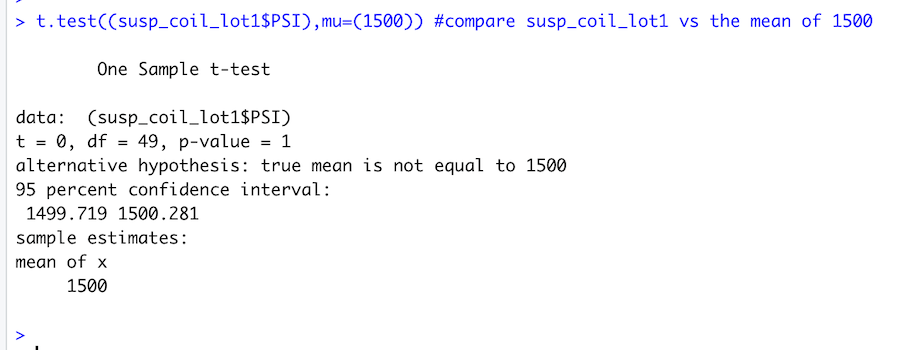 > t.test((susp_coil_lot1$PSI),mu=(1500)) #compare susp_coil_lot1 vs the mean of 1500
One Sample t-test
data:  (susp_coil_lot1$PSI)
t = 0, df = 49, p-value = 1
alternative hypothesis: true mean is not equal to 1500
95 percent confidence interval:
 1499.719 1500.281
sample estimates:
mean of x
     1500
>